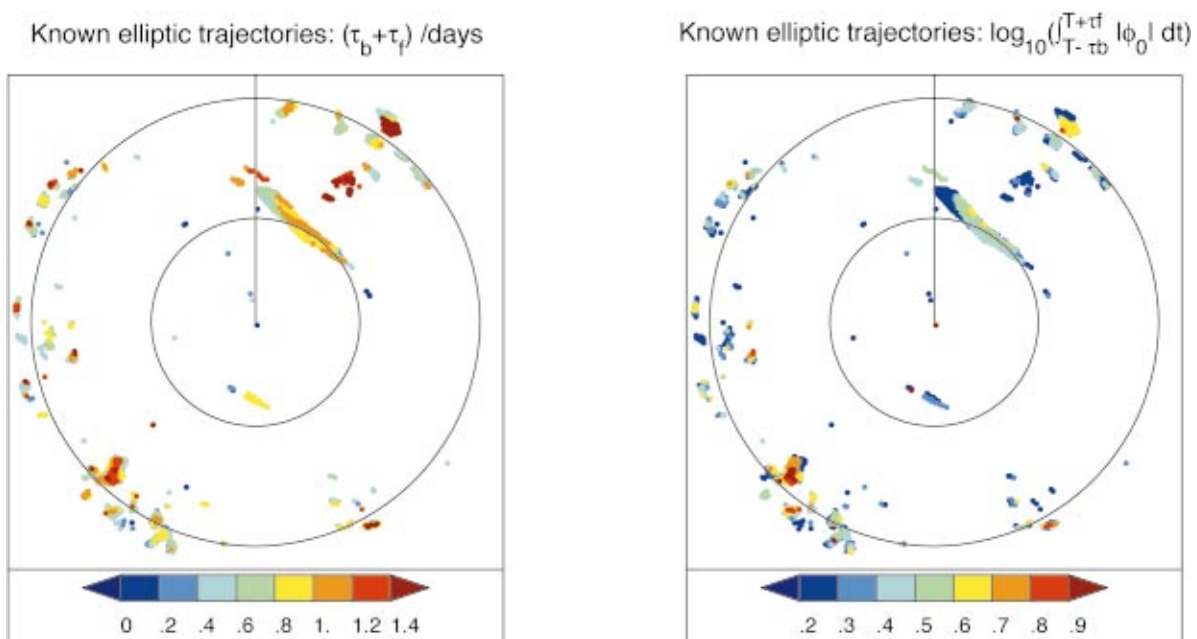 Known elliptic trajectories: (τb+τf) /days
Known elliptic trajectories: log10(∫T- τbT+τf |ϕ0| dt)
0 .2 .4 .6 .8 1. 1.2 1.4
.2 .3 .4 .5 .6 .7 .8 .9